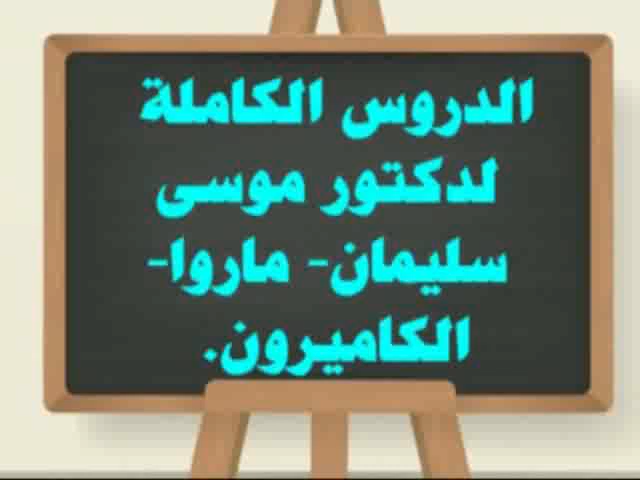 الدروس الكاملة
لدكتور موسى
سليمان- ماروا-
الكاميرون.